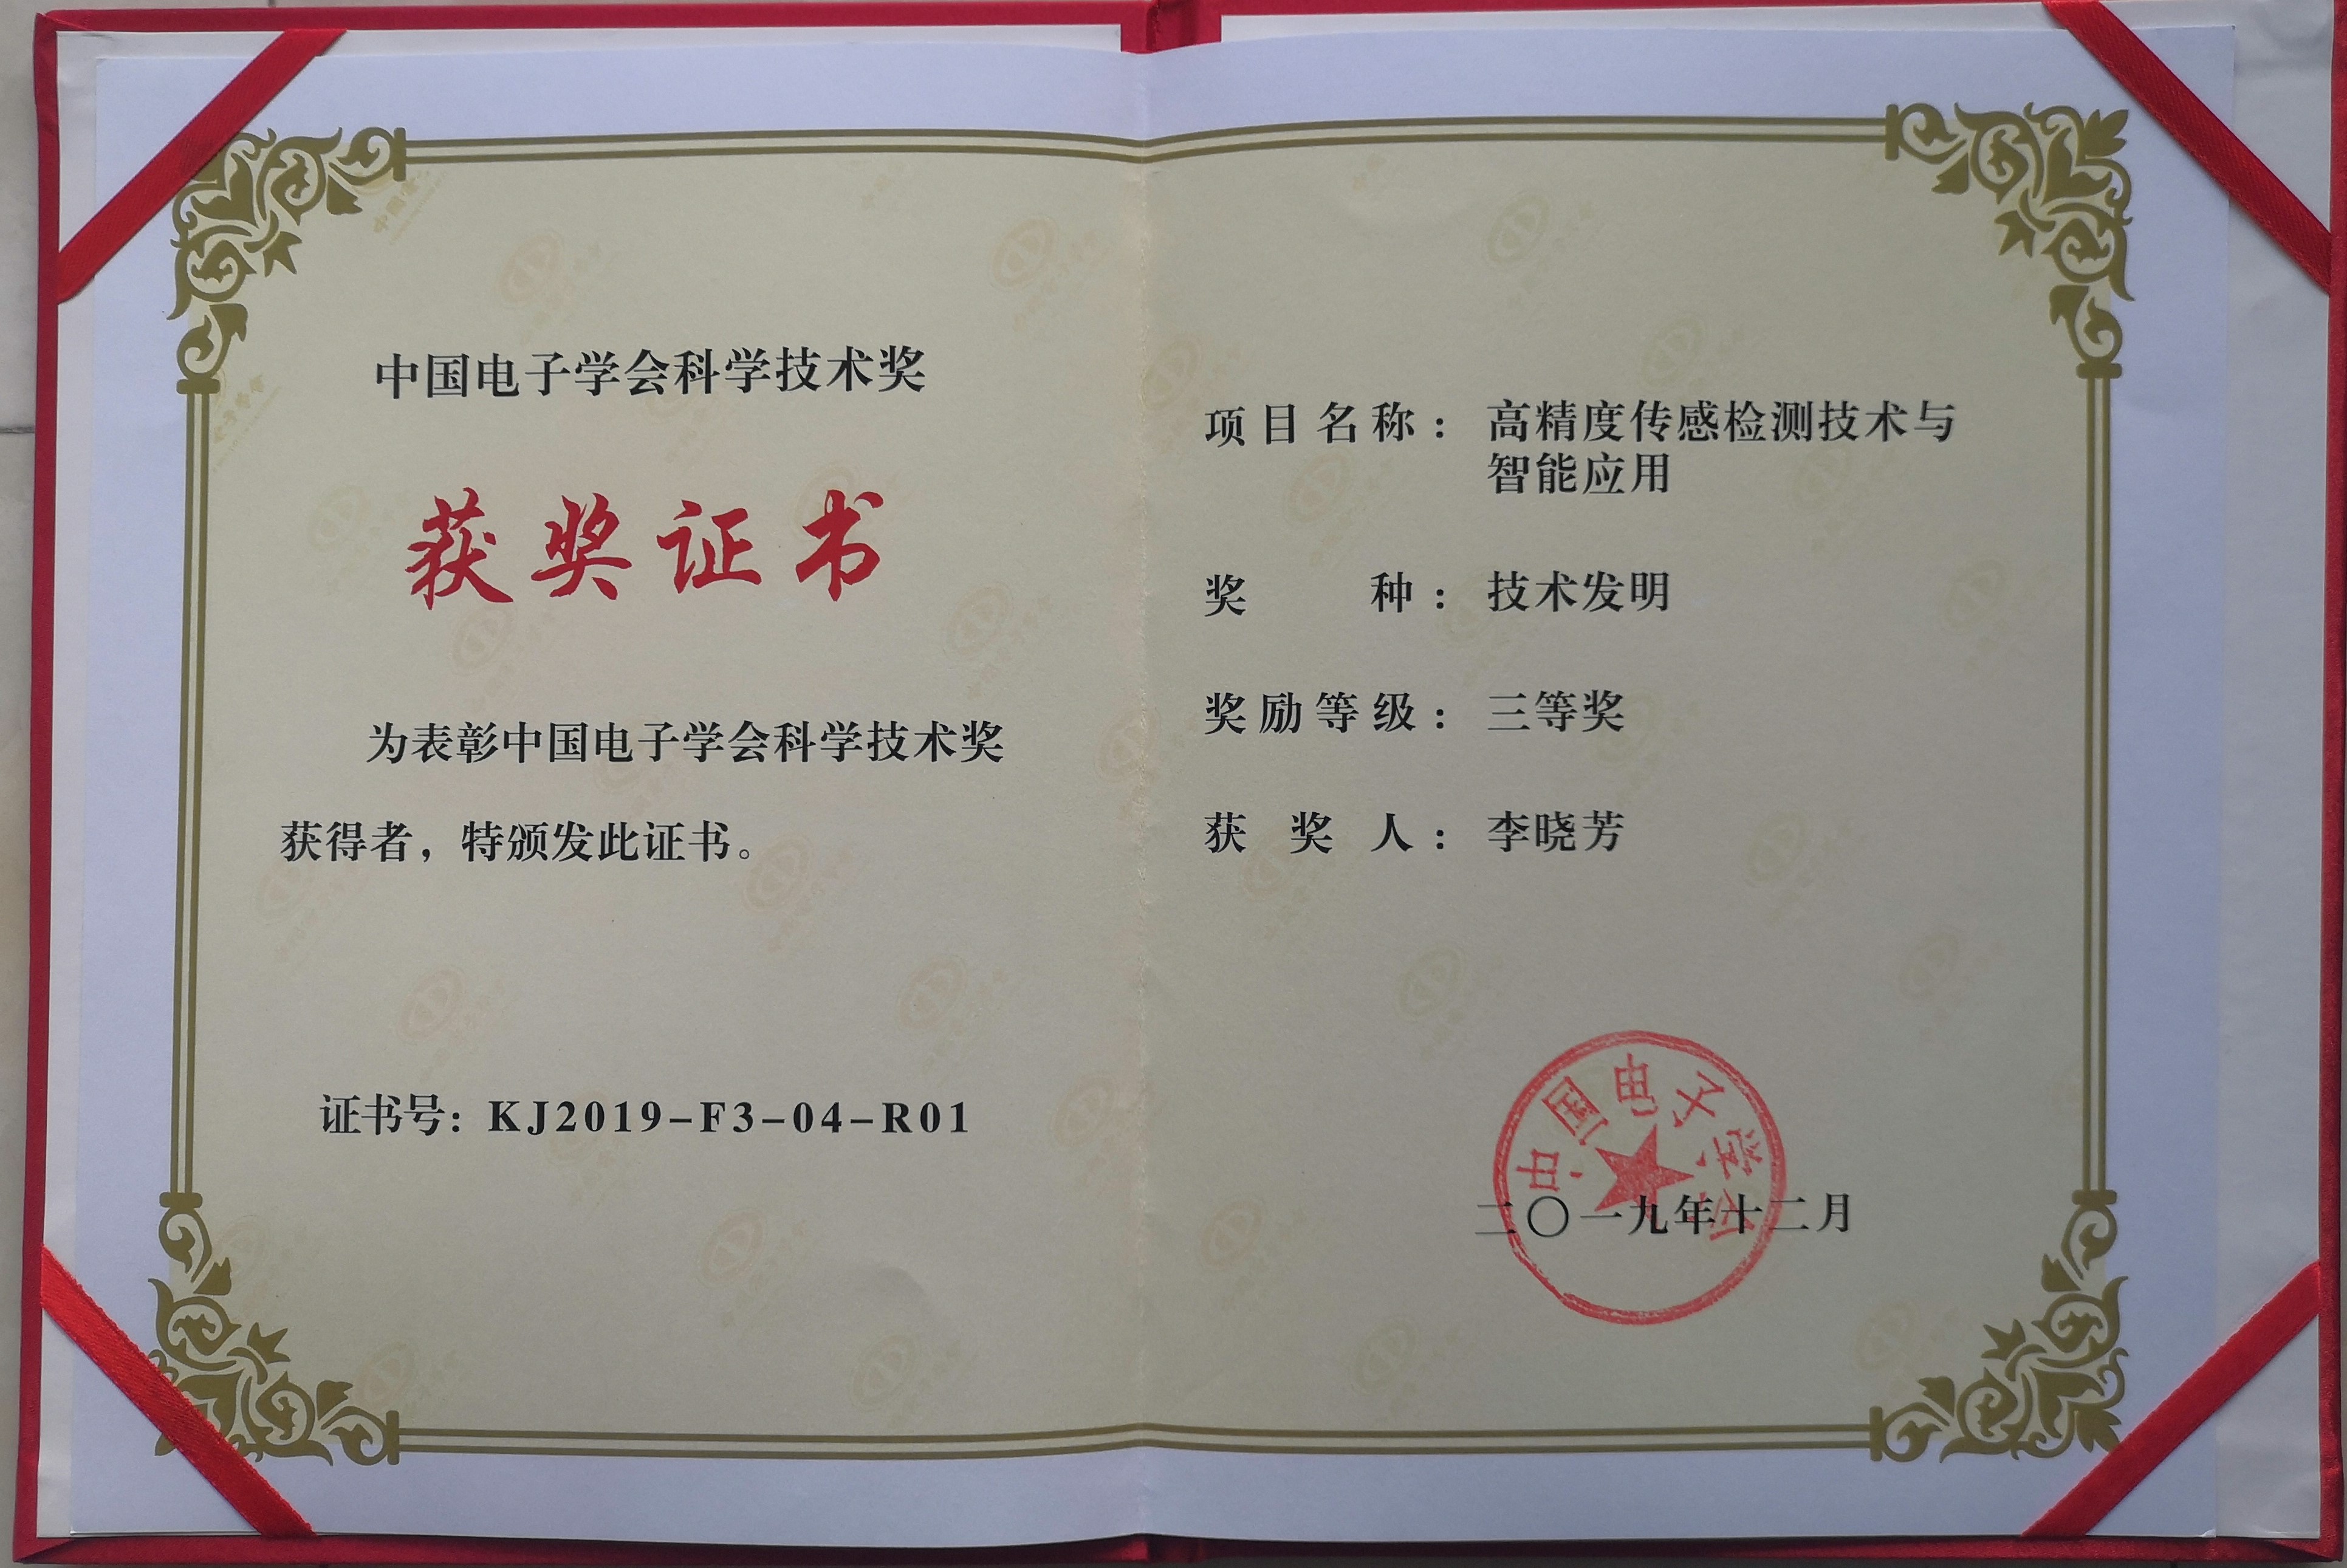 中国电子学会科学技术奖
获奖证书
为表彰中国电子学会科学技术奖
获得者，特颁发此证书。
证书号：KJ2019-F3-04-R01
项目名称：高精度传感检测技术与
智能应用
奖种：技术发明
奖励等级：三等奖
获奖人：李晓芳
中国电子学会
二〇一九年十二月